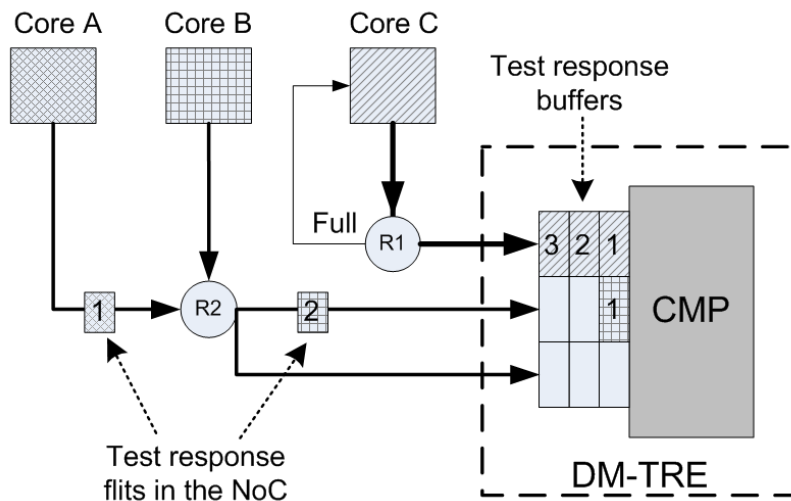 Core A
Core B
Core C
Test response
buffers
Full
R1
3 2 1
1 R2 2
1
CMP
Test response
flits in the NoC
DM-TRE